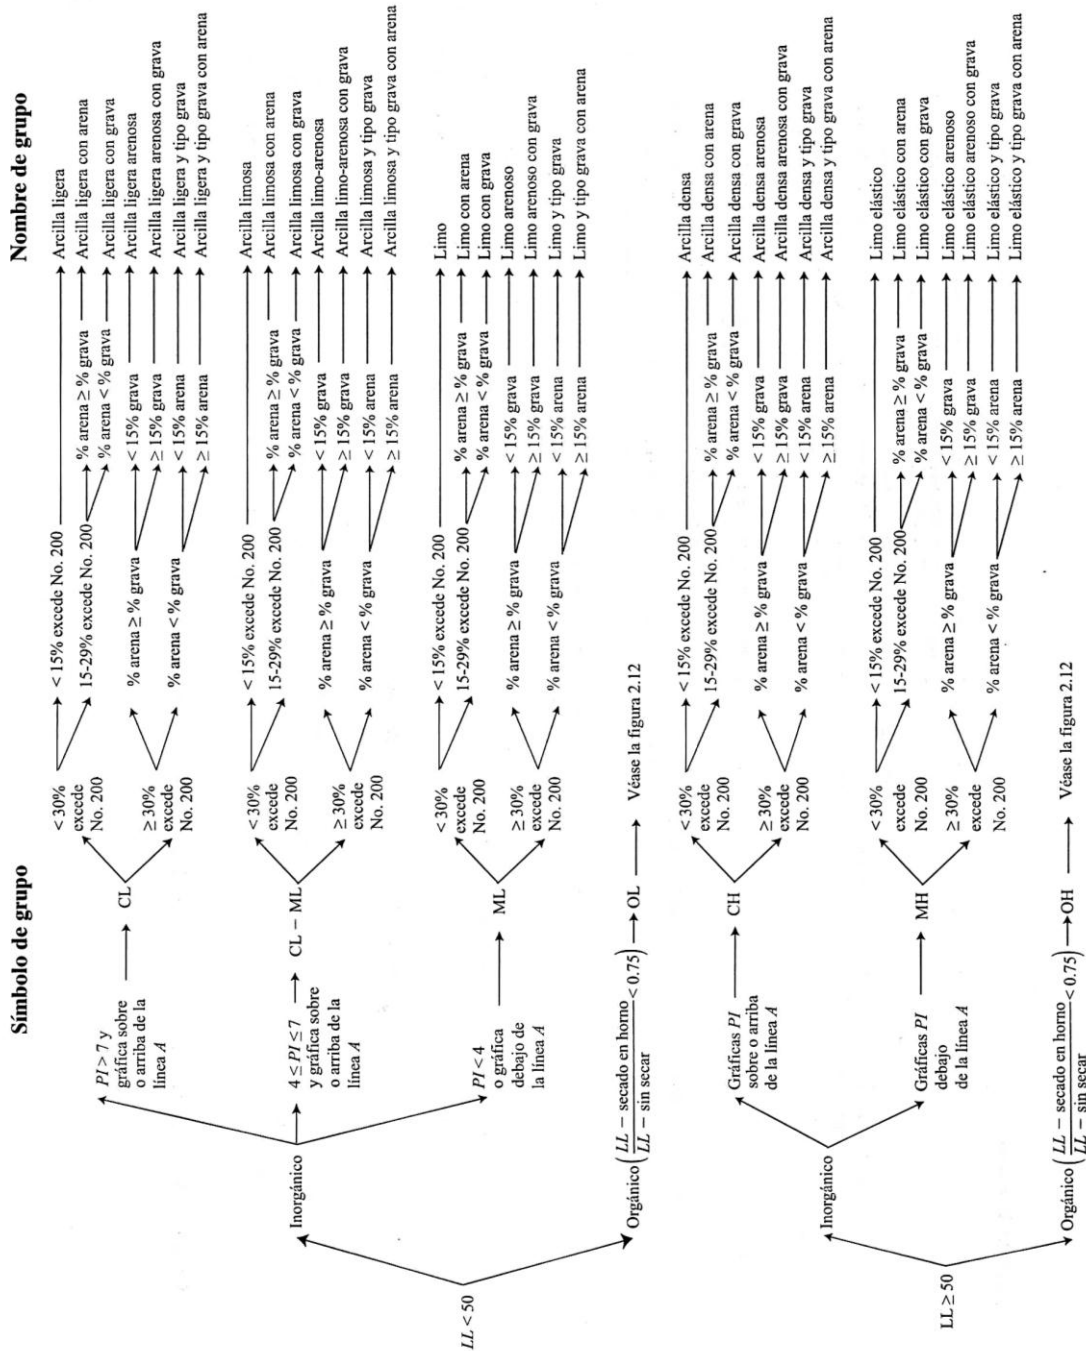 Símbolo de grupo
Nombre de grupo
LL < 50
Inorgánico
PI > 7 y
gráfica sobre
o arriba de la
línea A
CL
< 30%
excede
No. 200
< 15% excede No. 200
Arcilla ligera
15-29% excede No. 200
% arena ≥ % grava
Arcilla ligera con arena
% arena < % grava
Arcilla ligera con grava
≥ 30%
excede
No. 200
% arena ≥ % grava
< 15% grava
Arcilla ligera arenosa
≥ 15% grava
Arcilla ligera arenosa con grava
% arena < % grava
< 15% arena
Arcilla ligera y tipo grava
≥ 15% arena
Arcilla ligera y tipo grava con arena
4 ≤ PI ≤ 7
y gráfica sobre
o arriba de la
línea A
CL – ML
< 30%
excede
No. 200
< 15% excede No. 200
Arcilla limosa
15-29% excede No. 200
% arena ≥ % grava
Arcilla limosa con arena
% arena < % grava
Arcilla limosa con grava
≥ 30%
excede
No. 200
% arena ≥ % grava
< 15% grava
Arcilla limo-arenosa
≥ 15% grava
Arcilla limo-arenosa con grava
% arena < % grava
< 15% arena
Arcilla limosa y tipo grava
≥ 15% arena
Arcilla limosa y tipo grava con arena
PI < 4
o gráfica
debajo de
la línea A
ML
< 30%
excede
No. 200
< 15% excede No. 200
Limo
15-29% excede No. 200
% arena ≥ % grava
Limo con arena
% arena < % grava
Limo con grava
≥ 30%
excede
No. 200
% arena ≥ % grava
< 15% grava
Limo arenoso
≥ 15% grava
Limo arenoso con grava
% arena < % grava
< 15% arena
Limo y tipo grava
≥ 15% arena
Limo y tipo grava con arena
Orgánico (LL – secado en horno / LL – sin secar < 0.75)
OL
Véase la figura 2.12
LL ≥ 50
Inorgánico
Gráficas PI
sobre o arriba
de la línea A
CH
< 30%
excede
No. 200
< 15% excede No. 200
Arcilla densa
15-29% excede No. 200
% arena ≥ % grava
Arcilla densa con arena
% arena < % grava
Arcilla densa con grava
≥ 30%
excede
No. 200
% arena ≥ % grava
< 15% grava
Arcilla densa arenosa
≥ 15% grava
Arcilla densa arenosa con grava
% arena < % grava
< 15% arena
Arcilla densa y tipo grava
≥ 15% arena
Arcilla densa y tipo grava con arena
Gráficas PI
debajo
de la línea A
MH
< 30%
excede
No. 200
< 15% excede No. 200
Limo elástico
15-29% excede No. 200
% arena ≥ % grava
Limo elástico con arena
% arena < % grava
Limo elástico con grava
≥ 30%
excede
No. 200
% arena ≥ % grava
< 15% grava
Limo elástico arenoso
≥ 15% grava
Limo elástico arenoso con grava
% arena < % grava
< 15% arena
Limo elástico y tipo grava
≥ 15% arena
Limo elástico y tipo grava con arena
Orgánico (LL – secado en horno / LL – sin secar < 0.75)
OH
Véase la figura 2.12